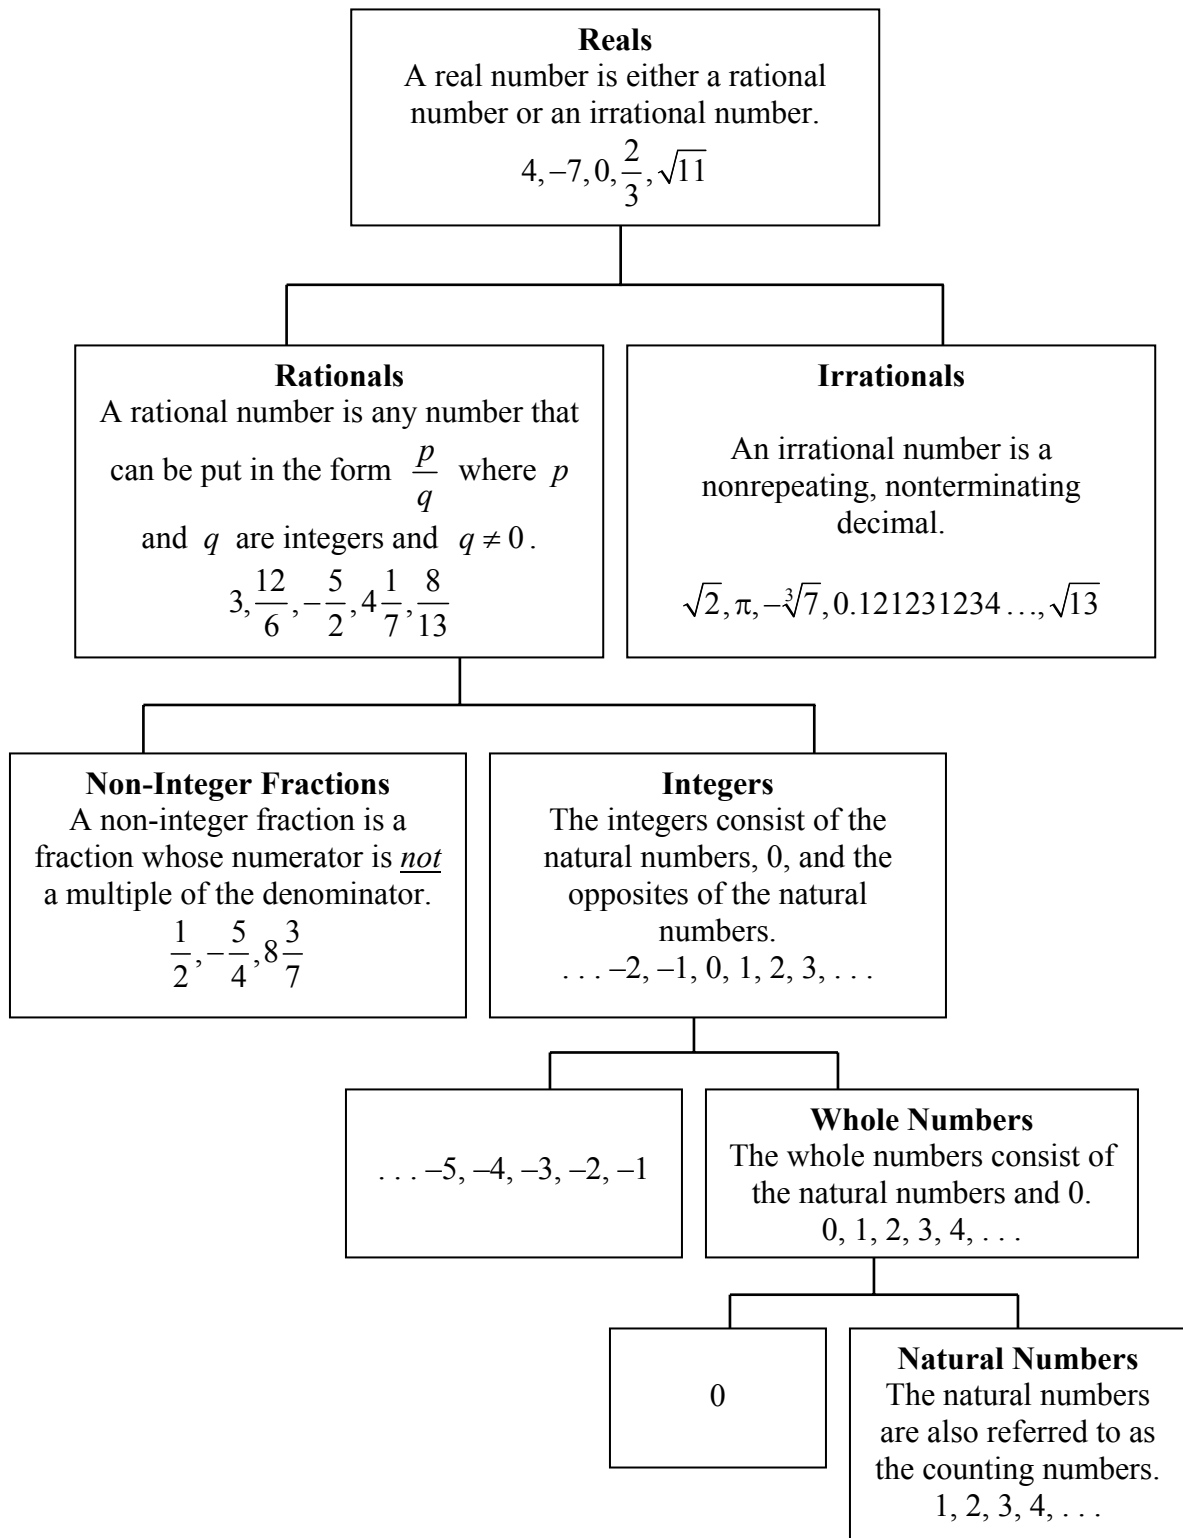 Reals
A real number is either a rational
number or an irrational number.
4, –7, 0, 2/3, √11
Rationals
A rational number is any number that
can be put in the form p/q where p
and q are integers and q ≠ 0.
3, 12/6, –5/2, 4 1/7, 8/13
Irrationals
An irrational number is a
nonrepeating, nonterminating
decimal.
√2, π, –∛7, 0.121231234 …, √13
Non-Integer Fractions
A non-integer fraction is a
fraction whose numerator is not
a multiple of the denominator.
1/2, –5/4, 8 3/7
Integers
The integers consist of the
natural numbers, 0, and the
opposites of the natural
numbers.
. . . –2, –1, 0, 1, 2, 3, . . .
. . . –5, –4, –3, –2, –1
Whole Numbers
The whole numbers consist of
the natural numbers and 0.
0, 1, 2, 3, 4, . . .
0
Natural Numbers
The natural numbers
are also referred to as
the counting numbers.
1, 2, 3, 4, . . .